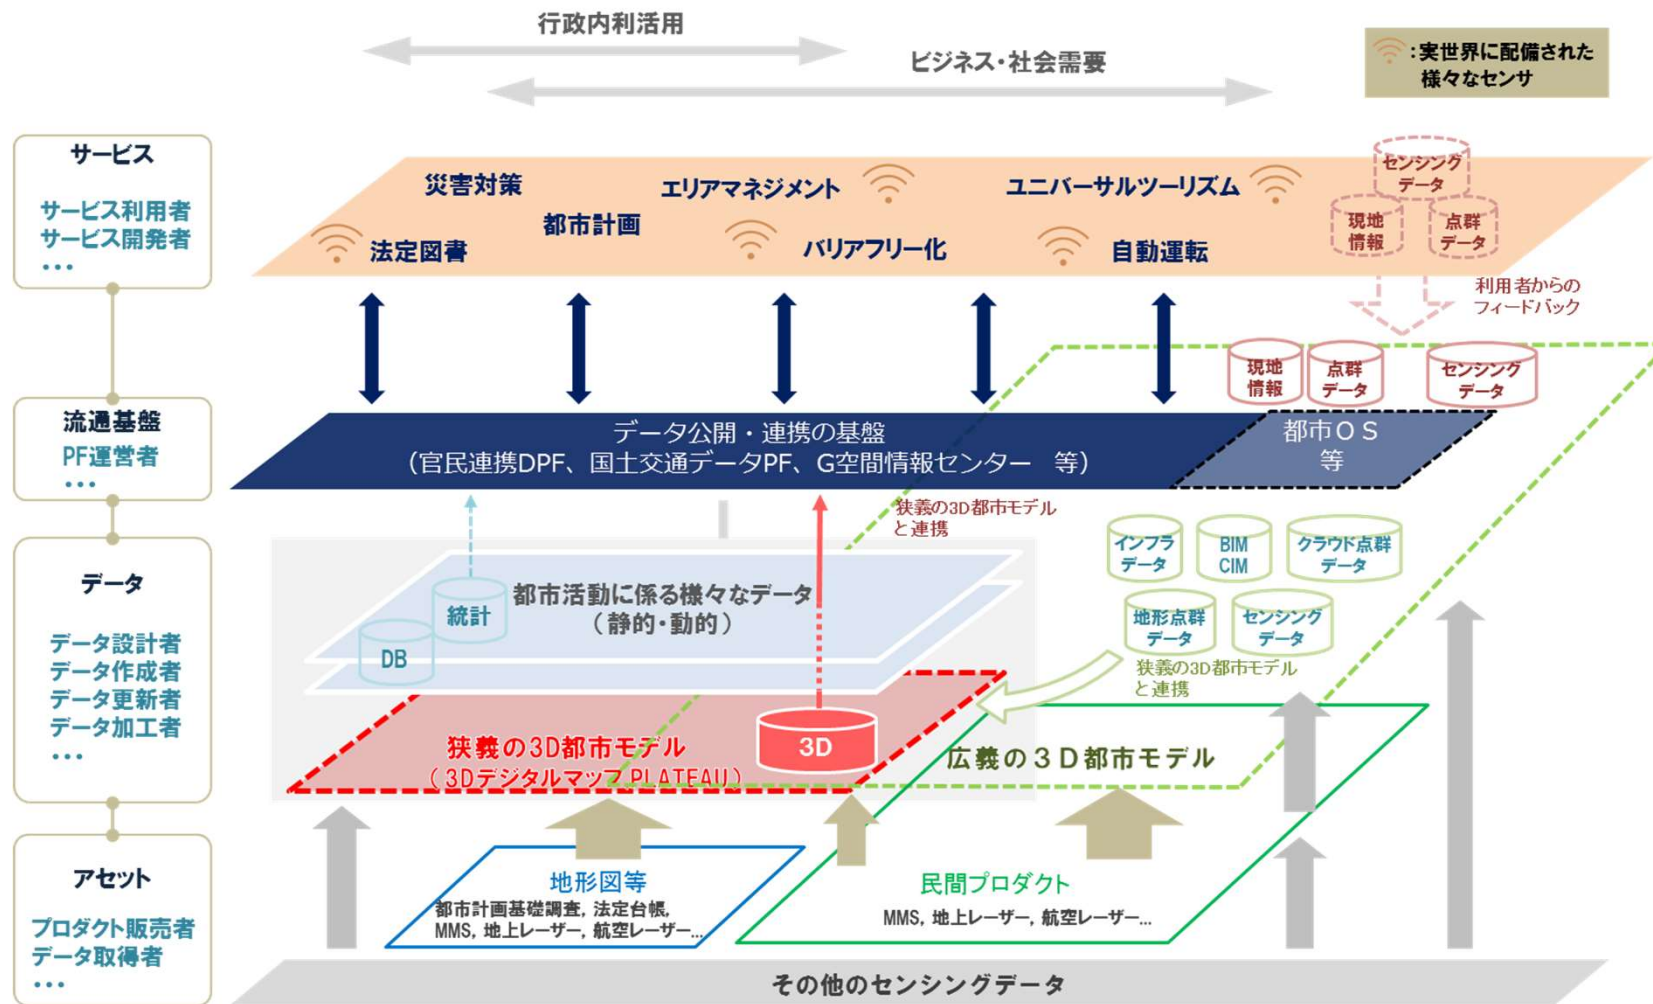 行政内利活用
ビジネス・社会需要
:実世界に配備された
様々なセンサ
サービス
サービス利用者
サービス開発者
・・・
災害対策
エリアマネジメント
ユニバーサルツーリズム
都市計画
法定図書
バリアフリー化
自動運転
センシング
データ
現地
情報
点群
データ
利用者からの
フィードバック
現地
情報
点群
データ
センシング
データ
流通基盤
PF運営者
・・・
データ公開・連携の基盤
（官民連携DPF、国土交通データPF、G空間情報センター　等）
都市OS
等
狭義の3D都市モデル
と連携
インフラ
データ
BIM
CIM
クラウド点群
データ
地形点群
データ
センシング
データ
狭義の3D都市モデル
と連携
データ
データ設計者
データ作成者
データ更新者
データ加工者
・・・
都市活動に係る様々なデータ
（静的・動的）
統計
DB
3D
狭義の3D都市モデル
（3Dデジタルマップ,PLATEAU）
広義の3D都市モデル
アセット
プロダクト販売者
データ取得者
・・・
地形図等
都市計画基礎調査, 法定台帳,
MMS, 地上レーザー, 航空レーザー...
民間プロダクト
MMS, 地上レーザー, 航空レーザー...
その他のセンシングデータ